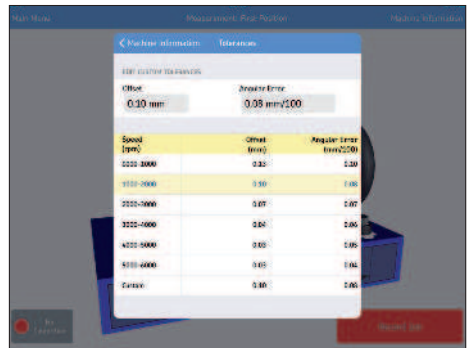 Main Menu
Measurement: First Position
Machine Information
Machine Information
Tolerances
EDIT CUSTOM TOLERANCES
Offset
Angular Error
0.10 mm
0.08 mm/100
Speed (rpm) Offset (mm) Angular Error (mm/100)
0000-1000 0.13 0.10
1000-2000 0.10 0.08
2000-3000 0.07 0.07
3000-4000 0.04 0.06
4000-5000 0.03 0.05
5000-6000 0.03 0.04
Custom 0.10 0.08